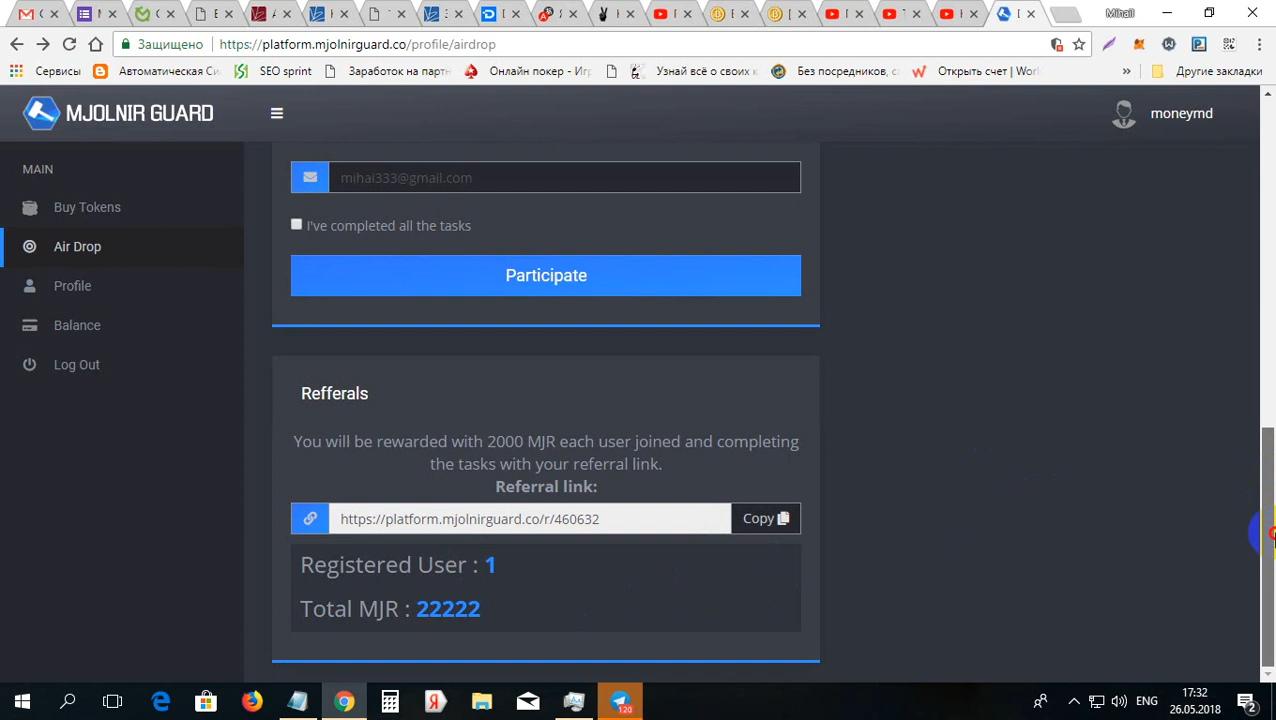 Mihail
Защищено
https://platform.mjolnirguard.co/profile/airdrop
Сервисы
Автоматическая Си
SEO sprint
Заработок на партн
Онлайн покер - Игр
Узнай всё о своих к
Без посредников, с
Открыть счет | Worl
»
Другие закладки
MJOLNIR GUARD
moneymd
MAIN
Buy Tokens
Air Drop
Profile
Balance
Log Out
mihai333@gmail.com
I've completed all the tasks
Participate
Refferals
You will be rewarded with 2000 MJR each user joined and completing
the tasks with your referral link.
Referral link:
https://platform.mjolnirguard.co/r/460632
Copy
Registered User : 1
Total MJR : 22222
120
ENG
17:32
26.05.2018
2